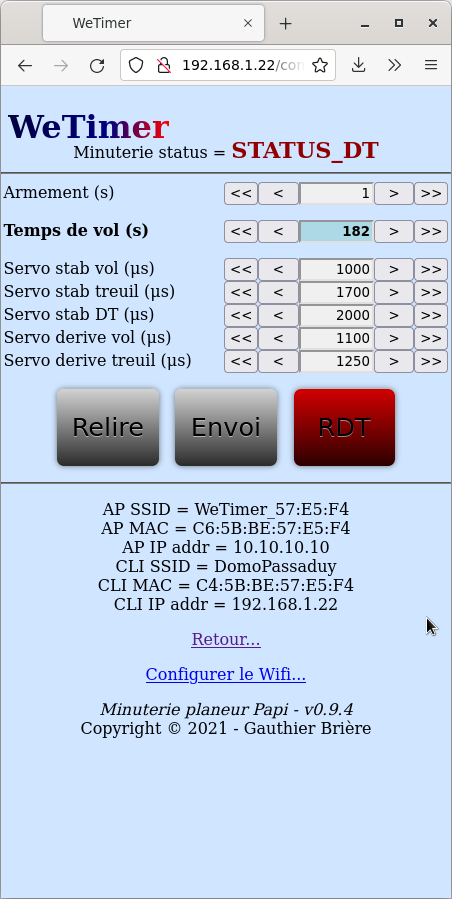 WeTimer
192.168.1.22/con
WeTimer
Minuterie status = STATUS_DT
Armement (s) << < 1 > >>
Temps de vol (s) << < 182 > >>
Servo stab vol (µs) << < 1000 > >>
Servo stab treuil (µs) << < 1700 > >>
Servo stab DT (µs) << < 2000 > >>
Servo derive vol (µs) << < 1100 > >>
Servo derive treuil (µs) << < 1250 > >>
Relire Envoi RDT
AP SSID = WeTimer_57:E5:F4
AP MAC = C6:5B:BE:57:E5:F4
AP IP addr = 10.10.10.10
CLI SSID = DomoPassaduy
CLI MAC = C4:5B:BE:57:E5:F4
CLI IP addr = 192.168.1.22
Retour...
Configurer le Wifi...
Minuterie planeur Papi - v0.9.4
Copyright © 2021 - Gauthier Brière